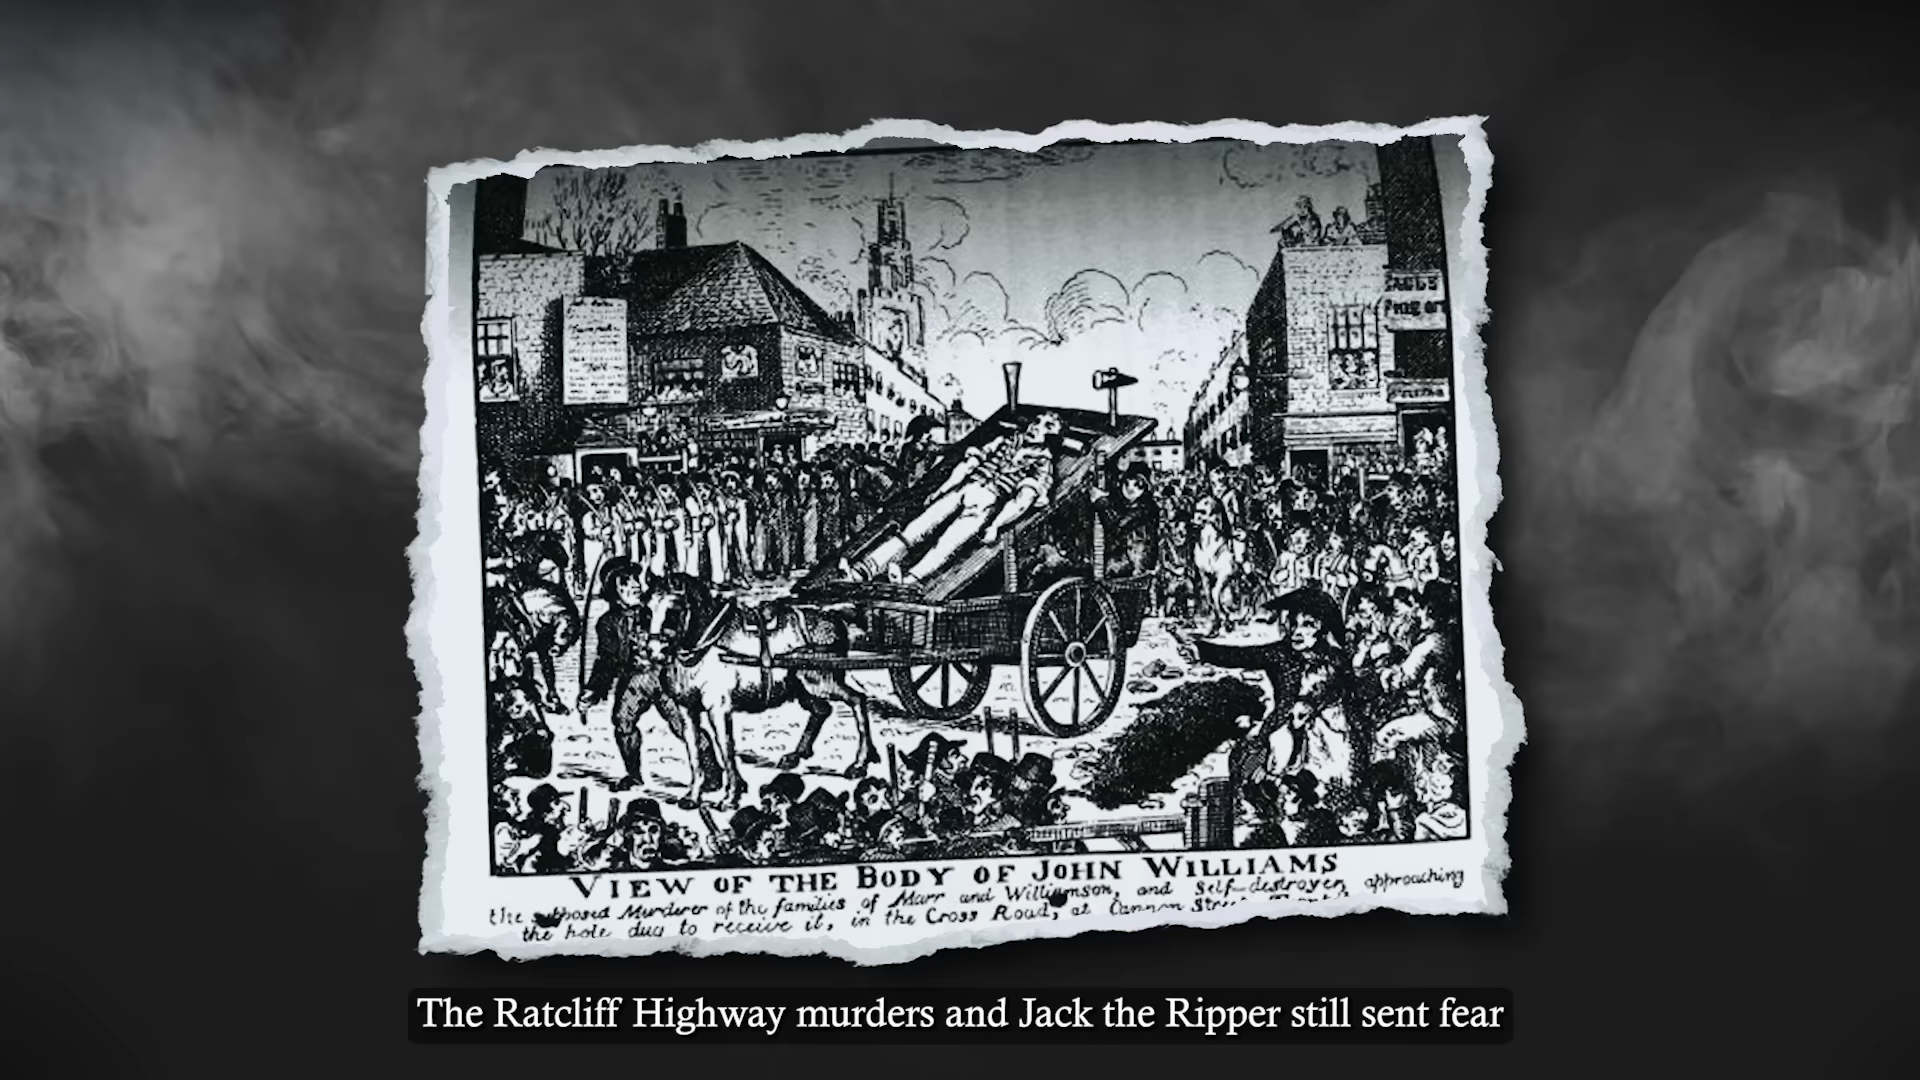 VIEW OF THE BODY OF JOHN WILLIAMS
the supposed Murderer of the families of Marr and Williamson, and Self-destroyer, approaching
the hole dug to receive it, in the Cross Road, at Cannon Street
The Ratcliff Highway murders and Jack the Ripper still sent fear